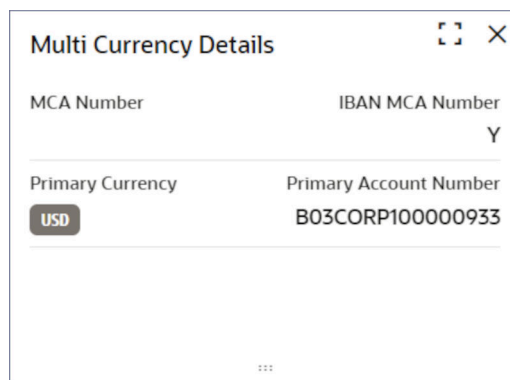 Multi Currency Details
MCA Number IBAN MCA Number
Y
Primary Currency Primary Account Number
USD B03CORP100000933